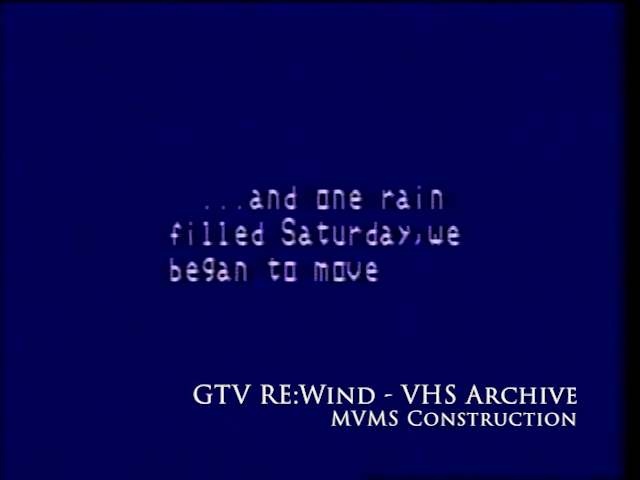 ...and one rain
filled Saturday,we
began to move
GTV RE:Wind - VHS Archive
MVMS Construction